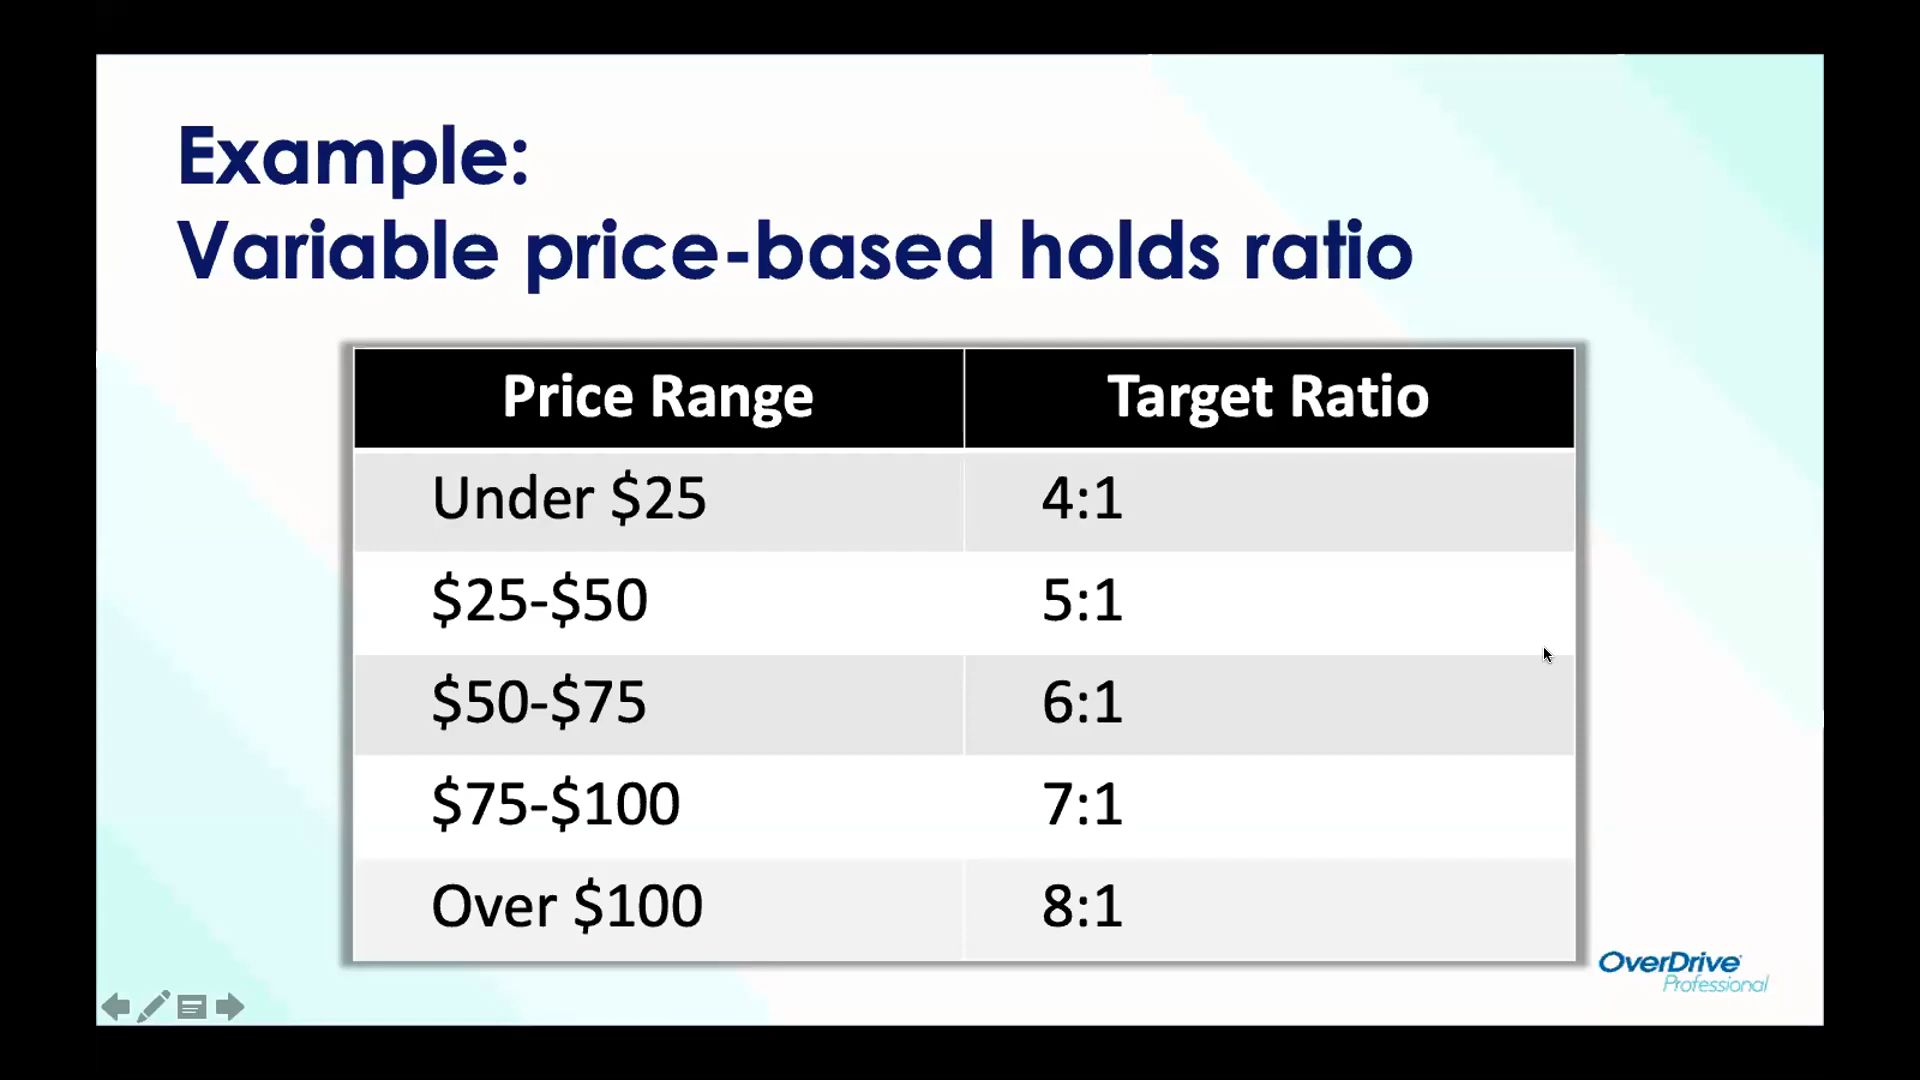 Example:
Variable price-based holds ratio
Price Range Target Ratio
Under $25 4:1
$25-$50 5:1
$50-$75 6:1
$75-$100 7:1
Over $100 8:1
OverDrive
Professional